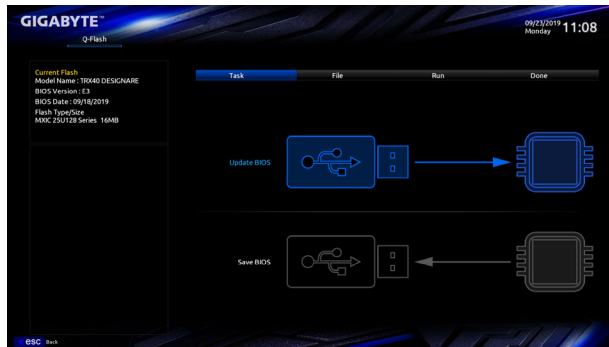 GIGABYTE™
Q-Flash
09/23/2019 11:08
Monday
Current Flash
Model Name : TRX40 DESIGNARE
BIOS Version : E3
BIOS Date : 09/18/2019
Flash Type/Size
MXIC 25U128 Series 16MB
Task File Run Done
Update BIOS
Save BIOS
esc Back